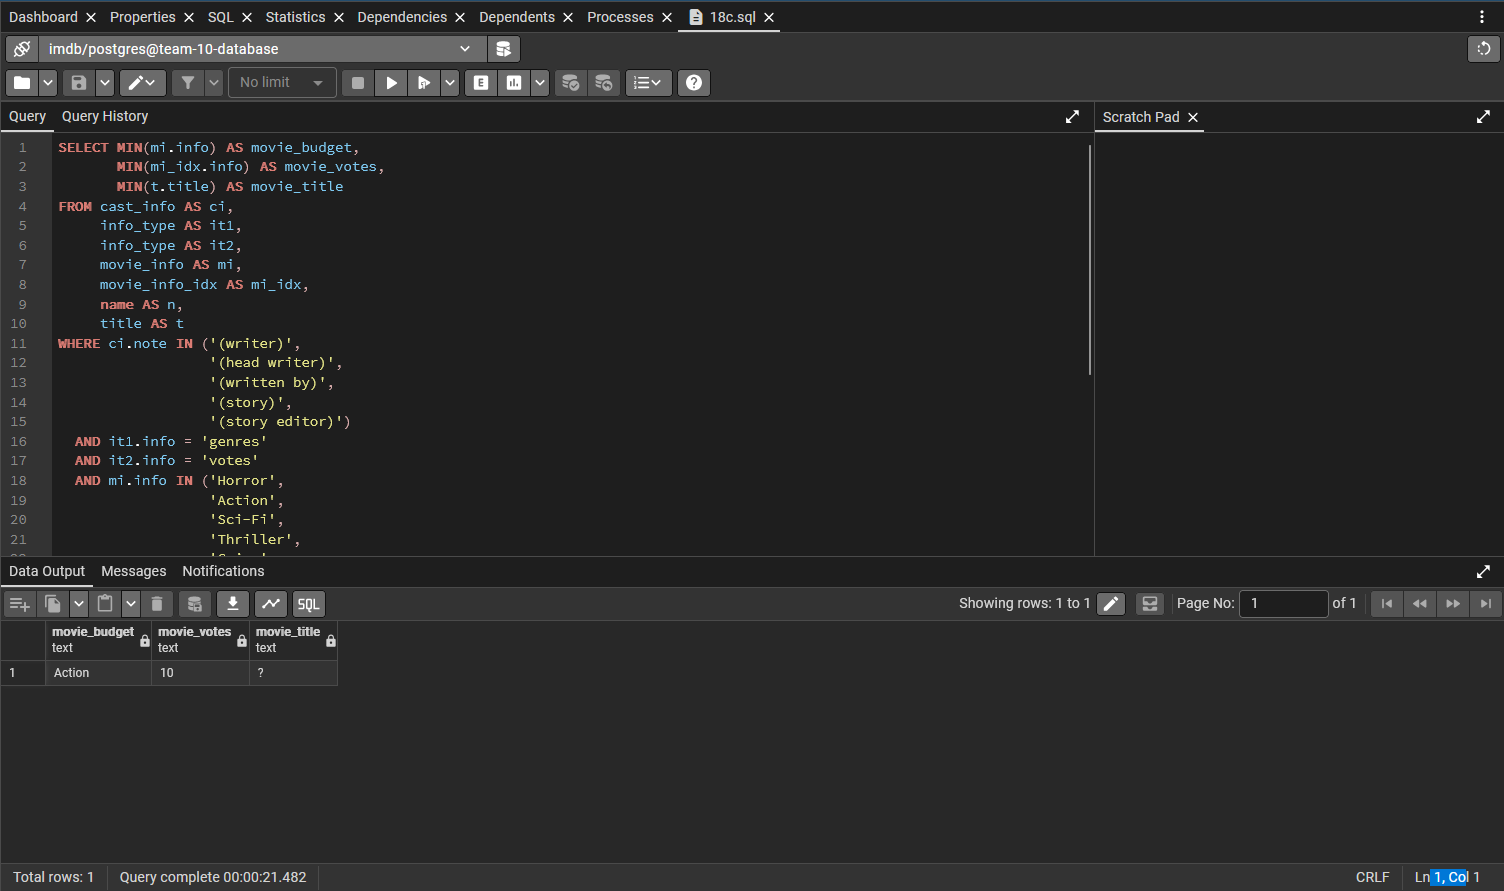 Dashboard Properties SQL Statistics Dependencies Dependents Processes 18c.sql
imdb/postgres@team-10-database
No limit E
Query Query History Scratch Pad
1 SELECT MIN(mi.info) AS movie_budget,
2 MIN(mi_idx.info) AS movie_votes,
3 MIN(t.title) AS movie_title
4 FROM cast_info AS ci,
5 info_type AS it1,
6 info_type AS it2,
7 movie_info AS mi,
8 movie_info_idx AS mi_idx,
9 name AS n,
10 title AS t
11 WHERE ci.note IN ('(writer)',
12 '(head writer)',
13 '(written by)',
14 '(story)',
15 '(story editor)')
16 AND it1.info = 'genres'
17 AND it2.info = 'votes'
18 AND mi.info IN ('Horror',
19 'Action',
20 'Sci-Fi',
21 'Thriller',
Data Output Messages Notifications
SQL Showing rows: 1 to 1 Page No: 1 of 1
movie_budget movie_votes movie_title
text text text
1 Action 10 ?
Total rows: 1 Query complete 00:00:21.482 CRLF Ln 1, Col 1